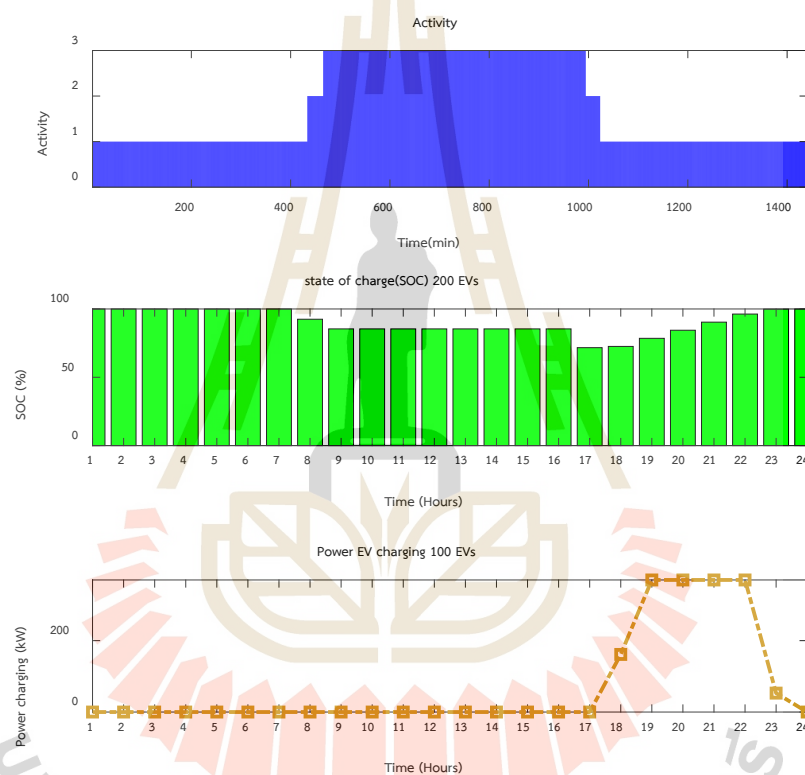 Activity
3
2
1
0
Activity
200 400 600 800 1000 1200 1400
Time(min)
state of charge(SOC) 200 EVs
100
50
0
SOC (%)
1 2 3 4 5 6 7 8 9 10 11 12 13 14 15 16 17 18 19 20 21 22 23 24
Time (Hours)
Power EV charging 100 EVs
200
0
Power charging (kW)
1 2 3 4 5 6 7 8 9 10 11 12 13 14 15 16 17 18 19 20 21 22 23 24
Time (Hours)